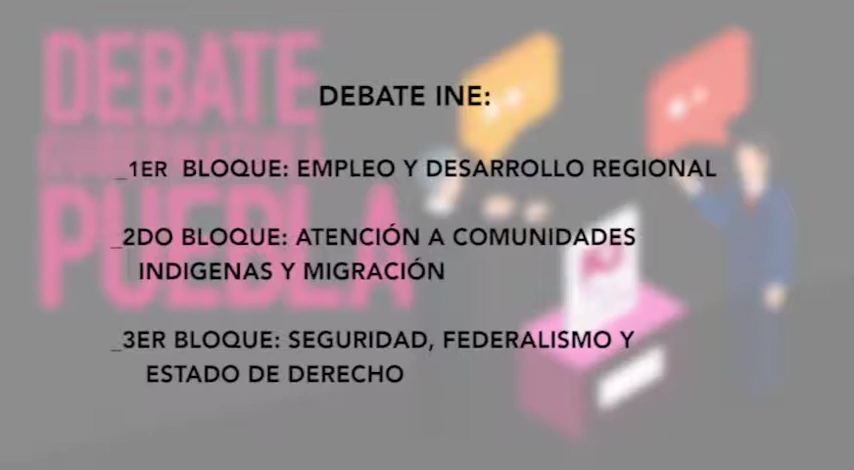 DEBATE
PUEBLA
DEBATE INE:
_1ER BLOQUE: EMPLEO Y DESARROLLO REGIONAL
_2DO BLOQUE: ATENCIÓN A COMUNIDADES
INDIGENAS Y MIGRACIÓN
_3ER BLOQUE: SEGURIDAD, FEDERALISMO Y
ESTADO DE DERECHO